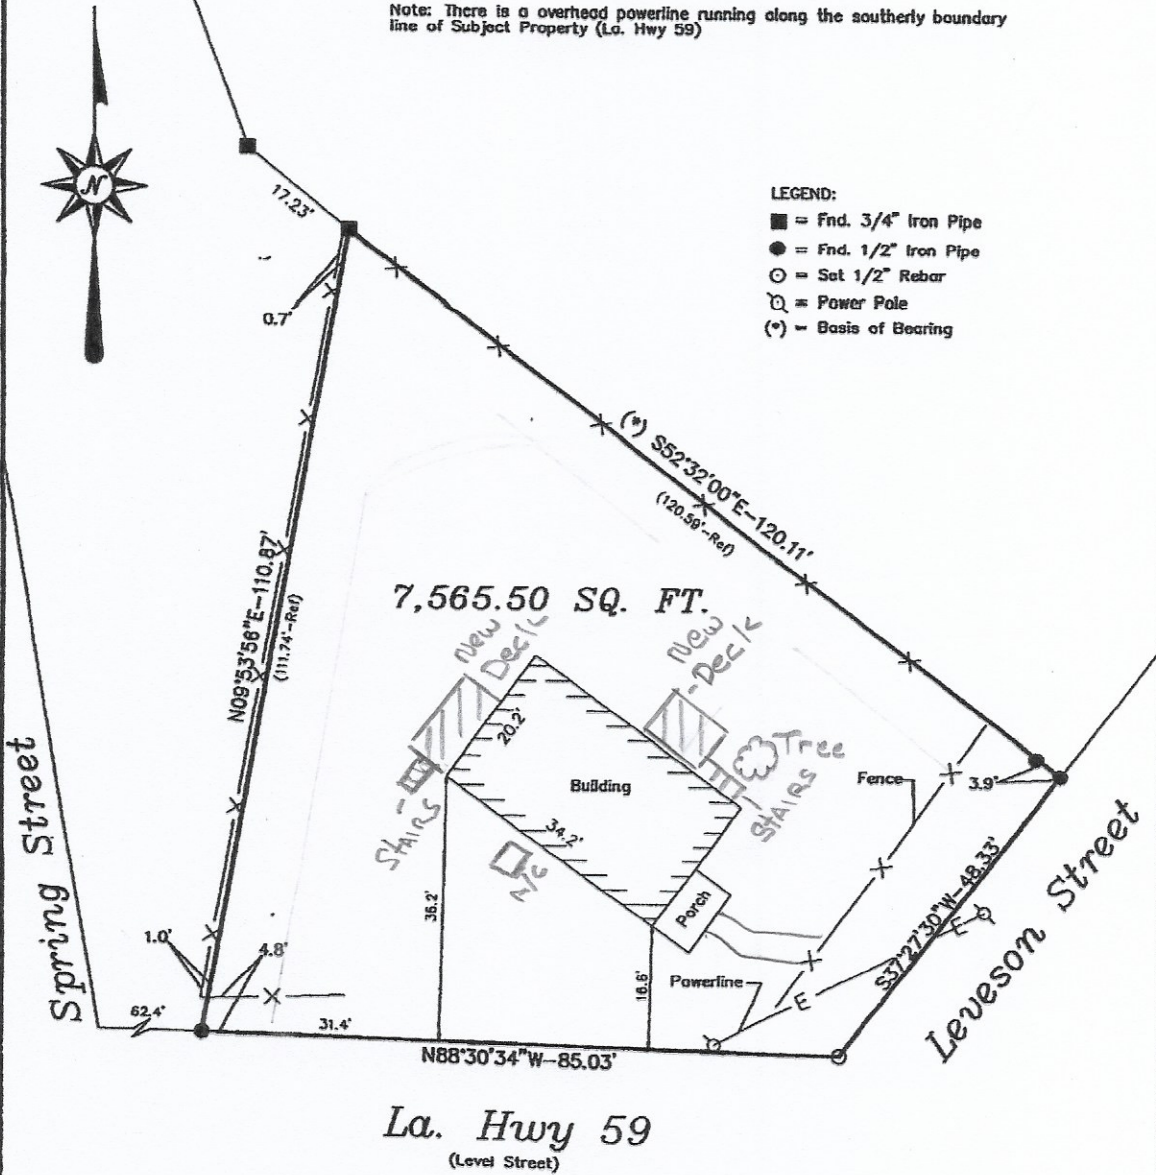 Note: There is a overhead powerline running along the southerly boundary
line of Subject Property (La. Hwy 59)
N
17.23'
LEGEND:
■ = Fnd. 3/4" Iron Pipe
● = Fnd. 1/2" Iron Pipe
= Set 1/2" Rebar
= Power Pole
(*) = Basis of Bearing
0.7'
(*) S52°32'00"E-120.11'
(120.59'-Ref)
N09°53'56"E-110.87'
(111.74'-Ref)
7,565.50 SQ. FT.
New
Deck
New
Deck
20.2'
Building
34.2'
Tree
STAIRS
STAIRS
Fence
3.9'
Spring Street
36.2'
Porch
16.6'
Powerline
E
E
S37°27'30"W-48.33'
Leveson Street
1.0'
4.8'
62.4'
31.4'
N88°30'34"W-85.03'
La. Hwy 59
(Level Street)